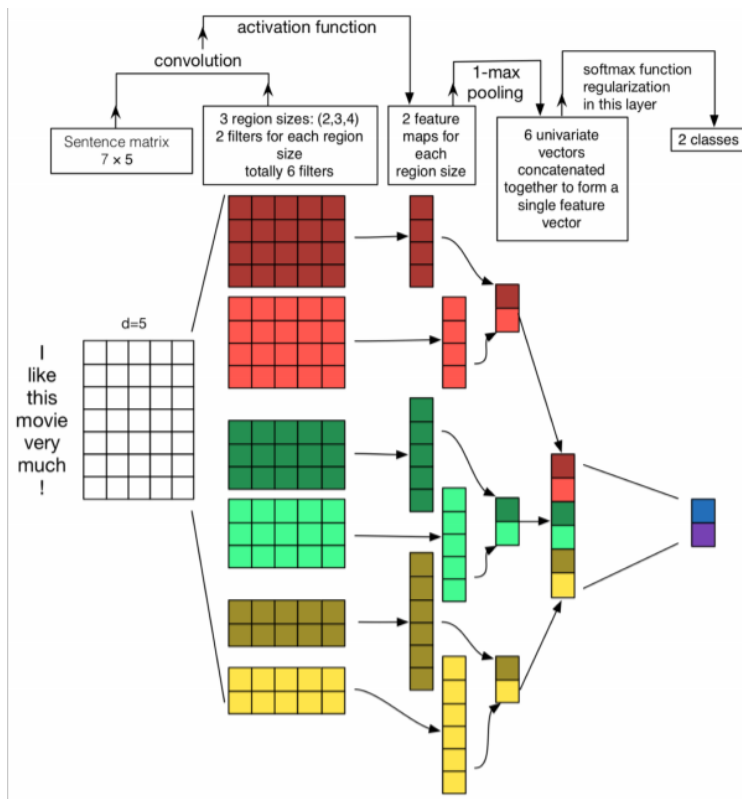 activation function
convolution
1-max
pooling
softmax function
regularization
in this layer
Sentence matrix
7 × 5
3 region sizes: (2,3,4)
2 filters for each region
size
totally 6 filters
2 feature
maps for
each
region size
6 univariate
vectors
concatenated
together to form a
single feature
vector
2 classes
d=5
I
like
this
movie
very
much
!